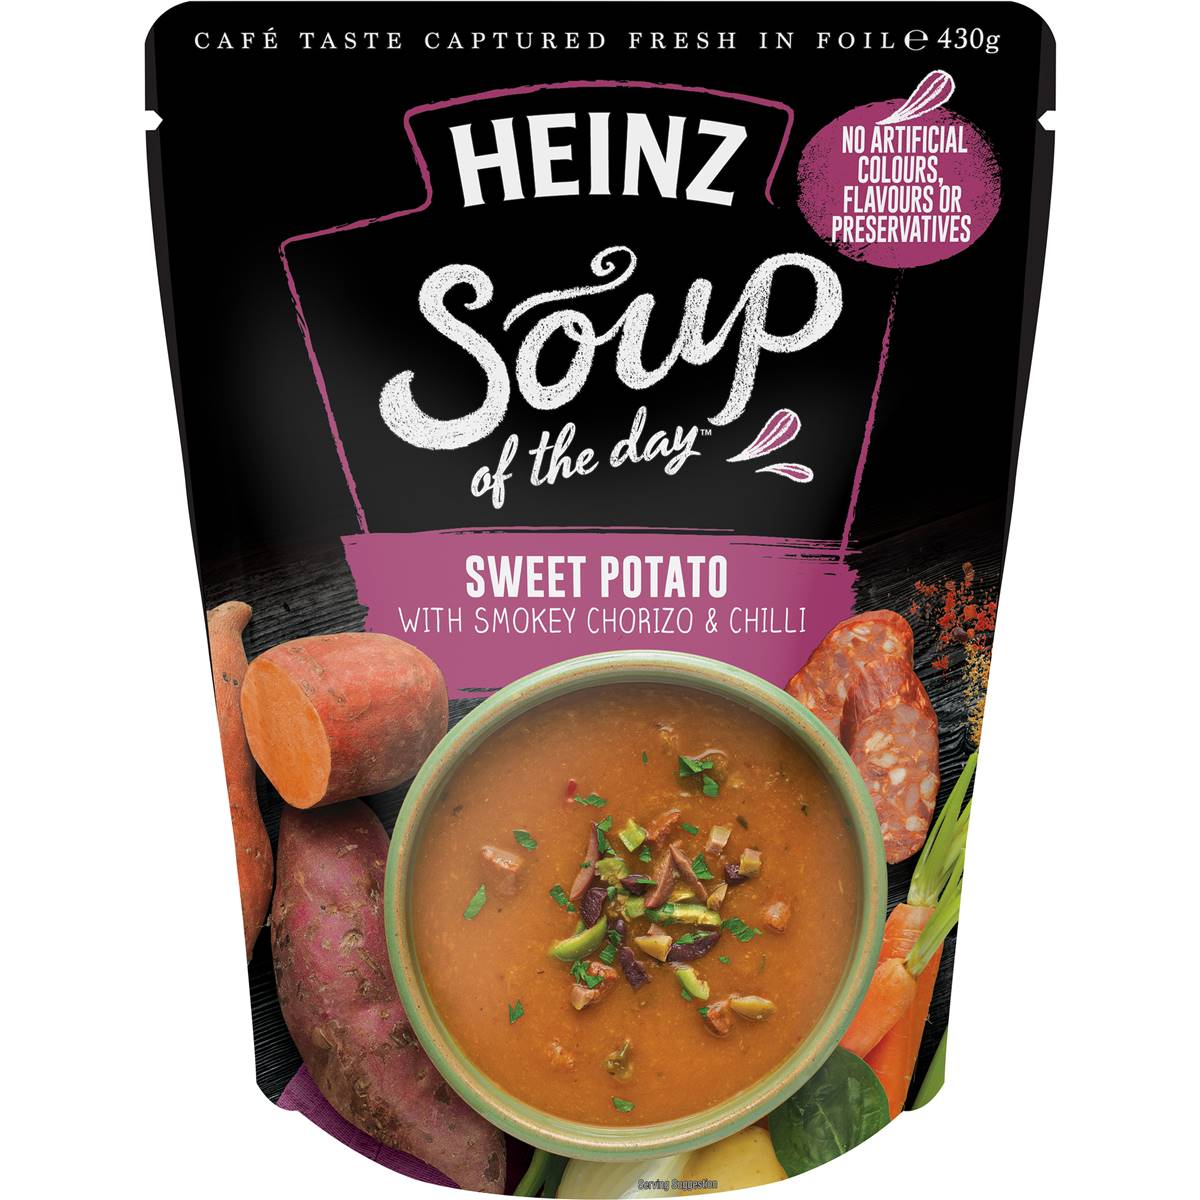 CAFÉ TASTE CAPTURED FRESH IN FOIL ℮ 430g
HEINZ
NO ARTIFICIAL
COLOURS,
FLAVOURS OR
PRESERVATIVES
Soup
of the day™
SWEET POTATO
WITH SMOKEY CHORIZO & CHILLI
Serving Suggestion